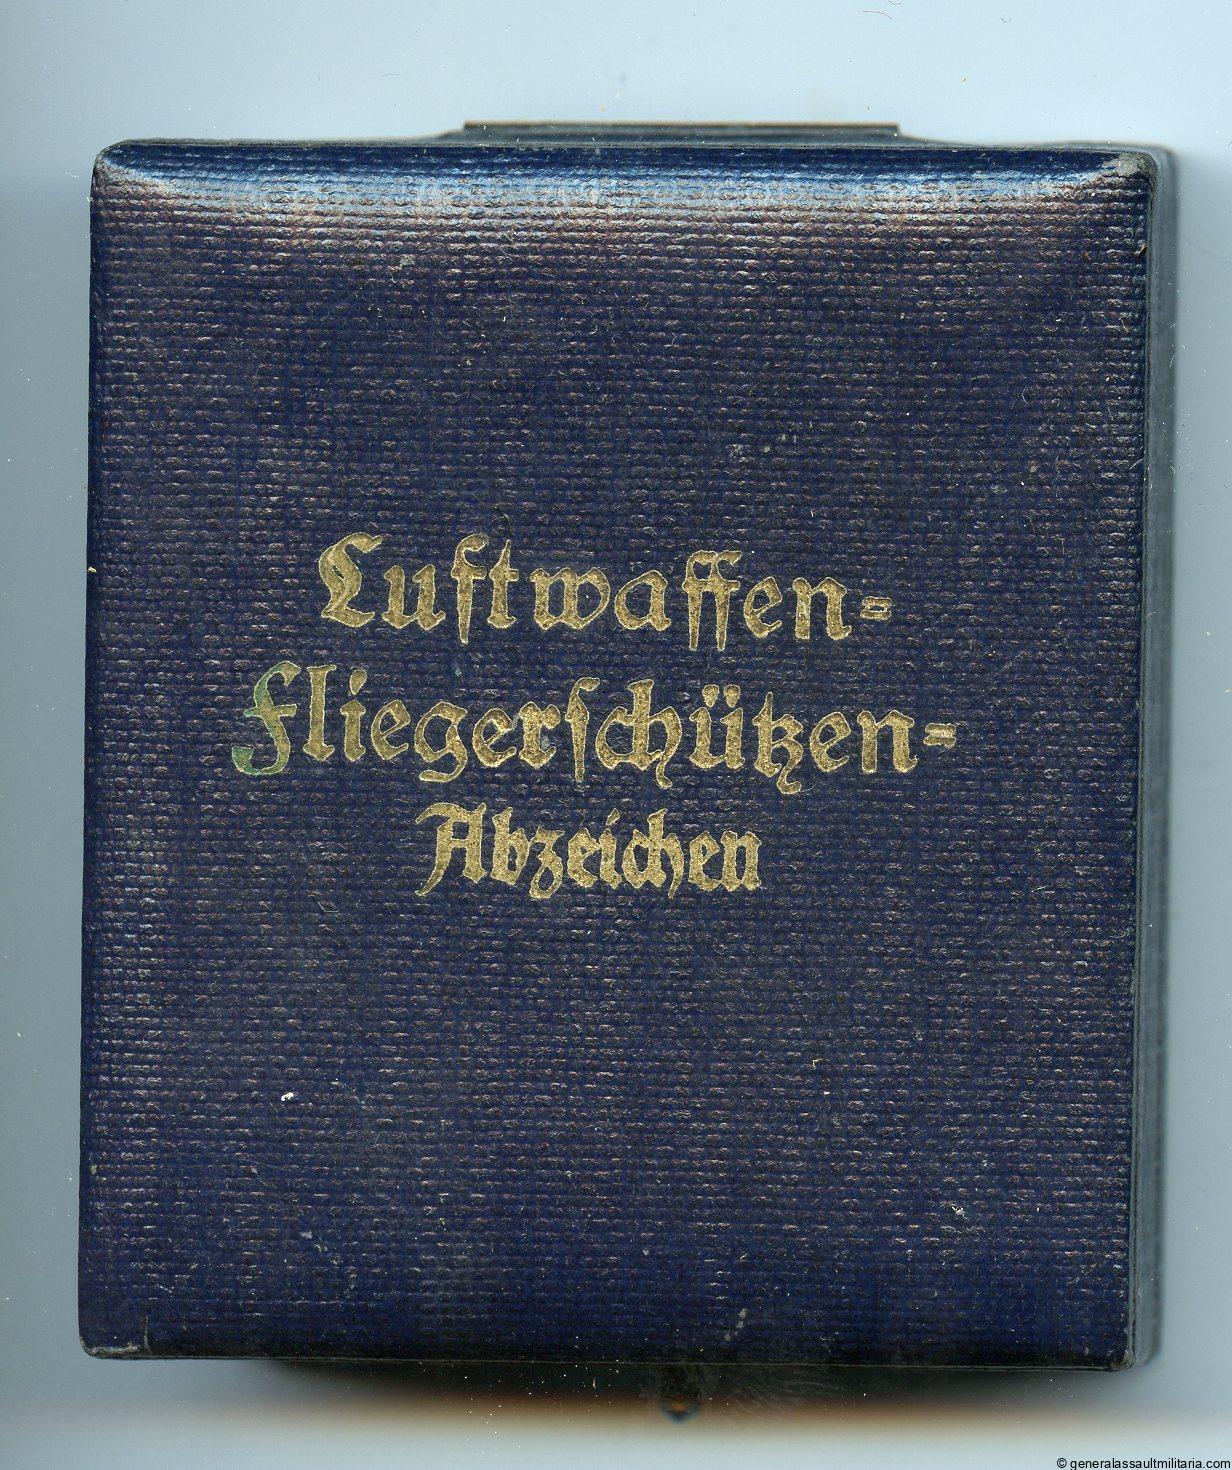 Luftwaffen=
Fliegerschützen=
Abzeichen
© generalassaultmilitaria.com